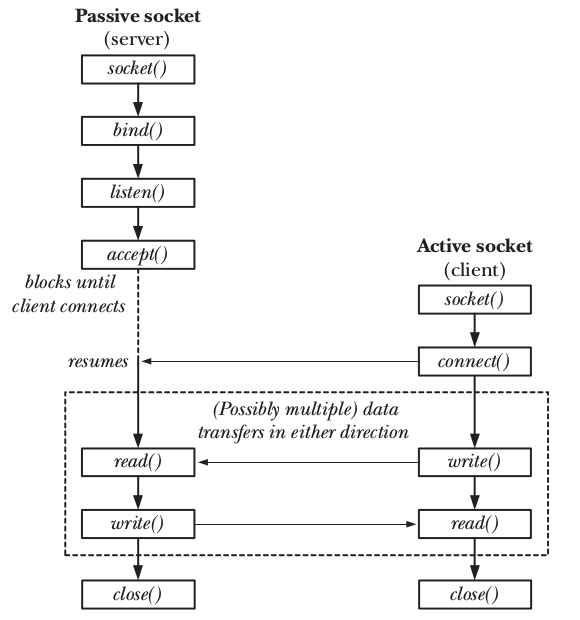 Passive socket
(server)
socket()
bind()
listen()
accept()
blocks until
client connects
resumes
Active socket
(client)
socket()
connect()
(Possibly multiple) data
transfers in either direction
read()
write()
write()
read()
close()
close()